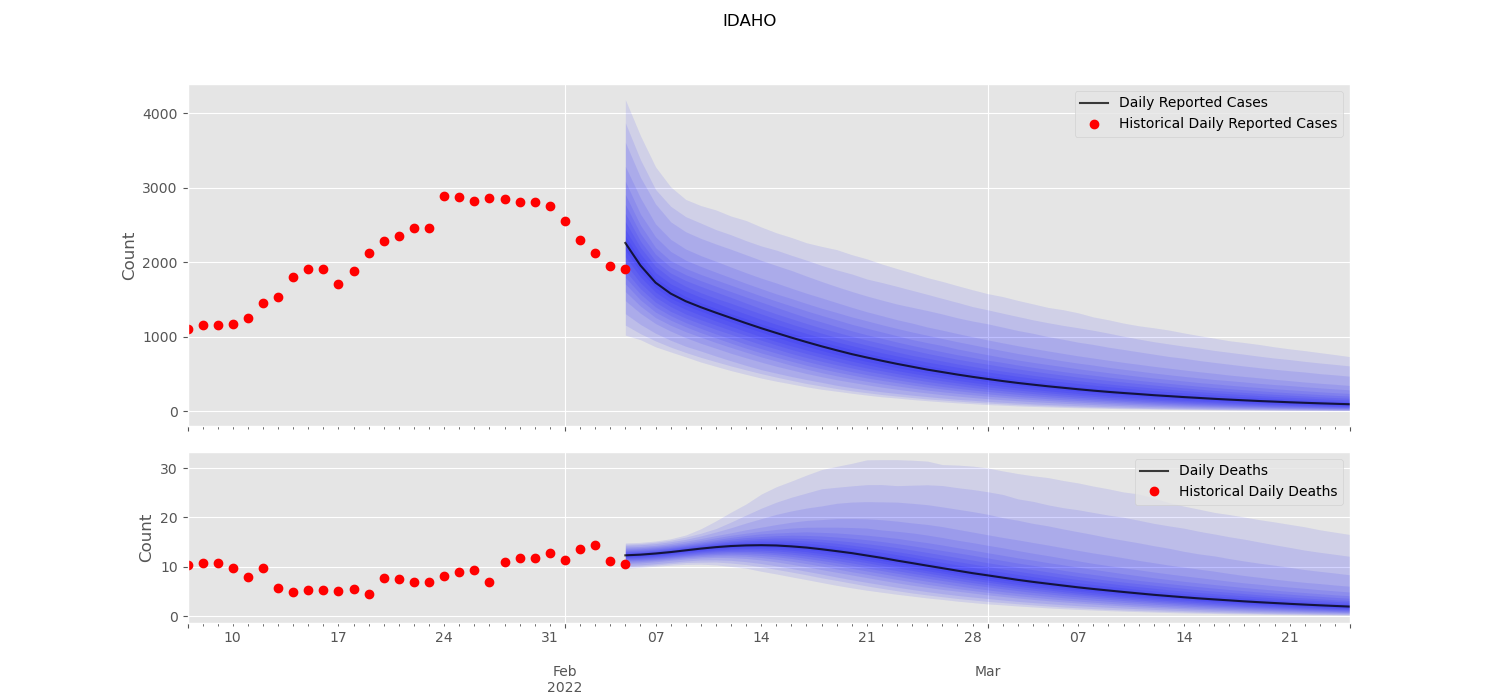 IDAHO
Count
4000
3000
2000
1000
0
Daily Reported Cases
Historical Daily Reported Cases
Count
30
20
10
0
Daily Deaths
Historical Daily Deaths
10 17 24 31 07 14 21 28 07 14 21
Feb Mar
2022